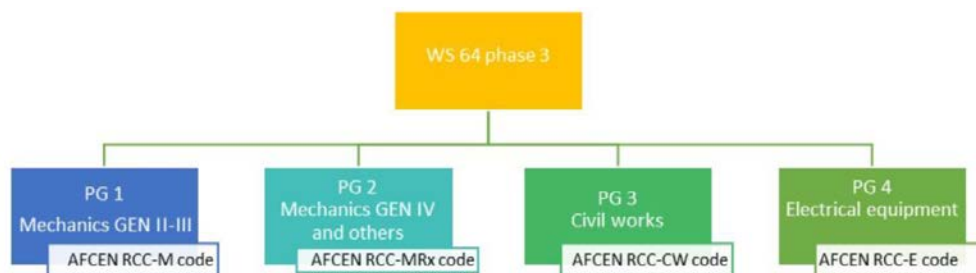 WS 64 phase 3
PG 1
Mechanics GEN II-III
AFCEN RCC-M code
PG 2
Mechanics GEN IV
and others
AFCEN RCC-MRx code
PG 3
Civil works
AFCEN RCC-CW code
PG 4
Electrical equipment
AFCEN RCC-E code